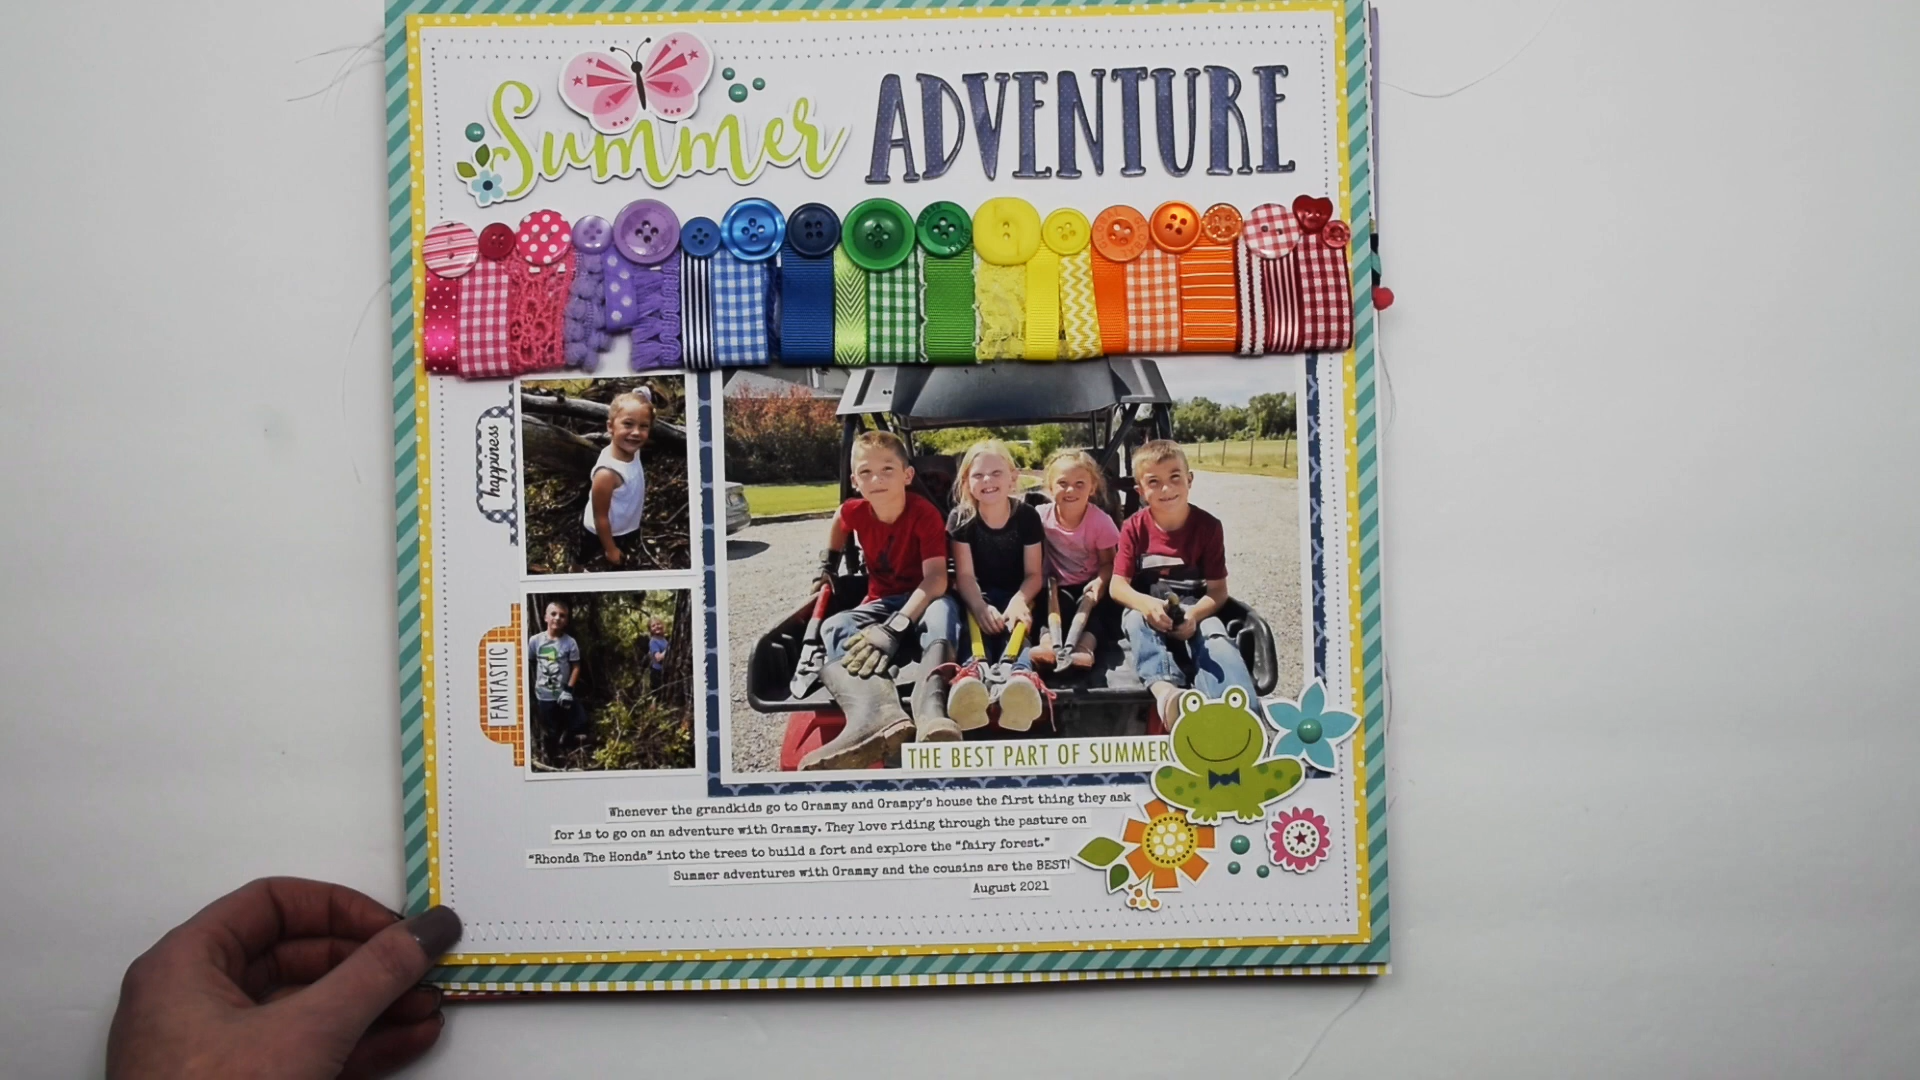 Summer ADVENTURE
happiness
FANTASTIC
THE BEST PART OF SUMMER
Whenever the grandkids go to Grammy and Grampy's house the first thing they ask
for is to go on an adventure with Grammy. They love riding through the pasture on
"Rhonda The Honda" into the trees to build a fort and explore the "fairy forest."
Summer adventures with Grammy and the cousins are the BEST!
August 2021